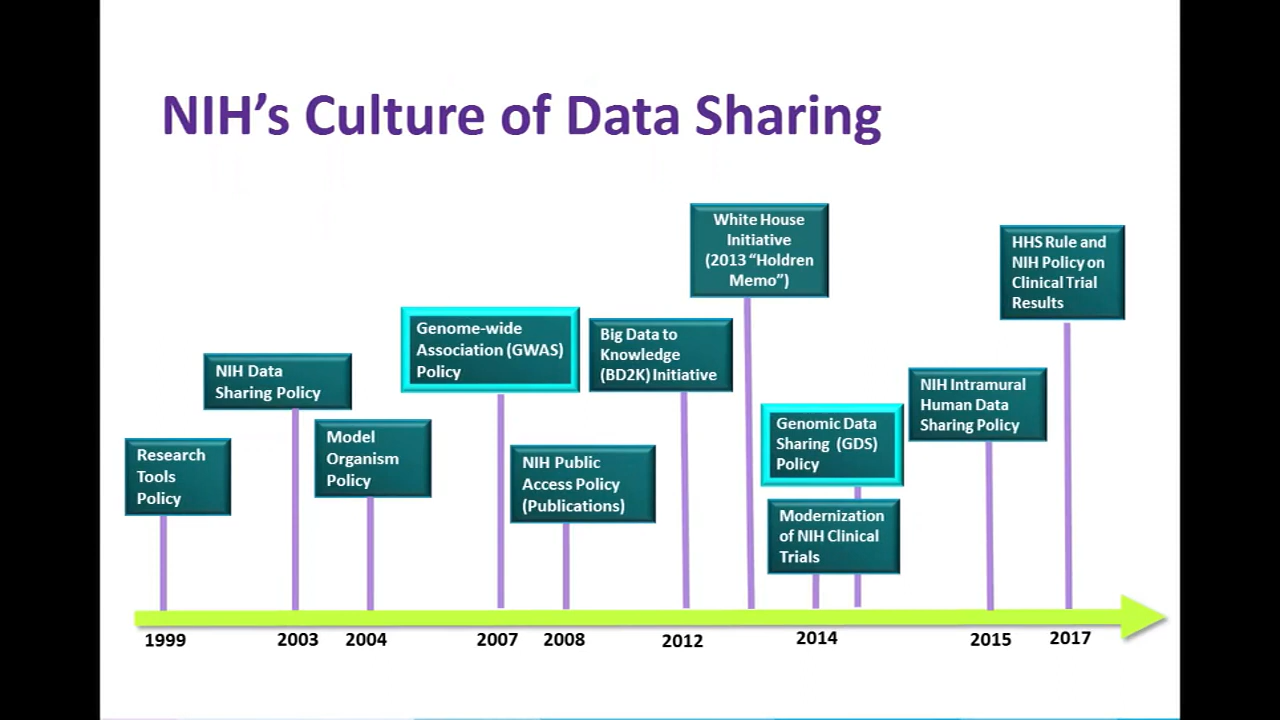 NIH's Culture of Data Sharing
White House
Initiative
(2013 “Holdren
Memo”)
HHS Rule and
NIH Policy on
Clinical Trial
Results
Genome-wide
Association (GWAS)
Policy
Big Data to
Knowledge
(BD2K) Initiative
NIH Data
Sharing Policy
NIH Intramural
Human Data
Sharing Policy
Genomic Data
Sharing (GDS)
Policy
Model
Organism
Policy
Research
Tools
Policy
NIH Public
Access Policy
(Publications)
Modernization
of NIH Clinical
Trials
1999 2003 2004 2007 2008 2012 2014 2015 2017